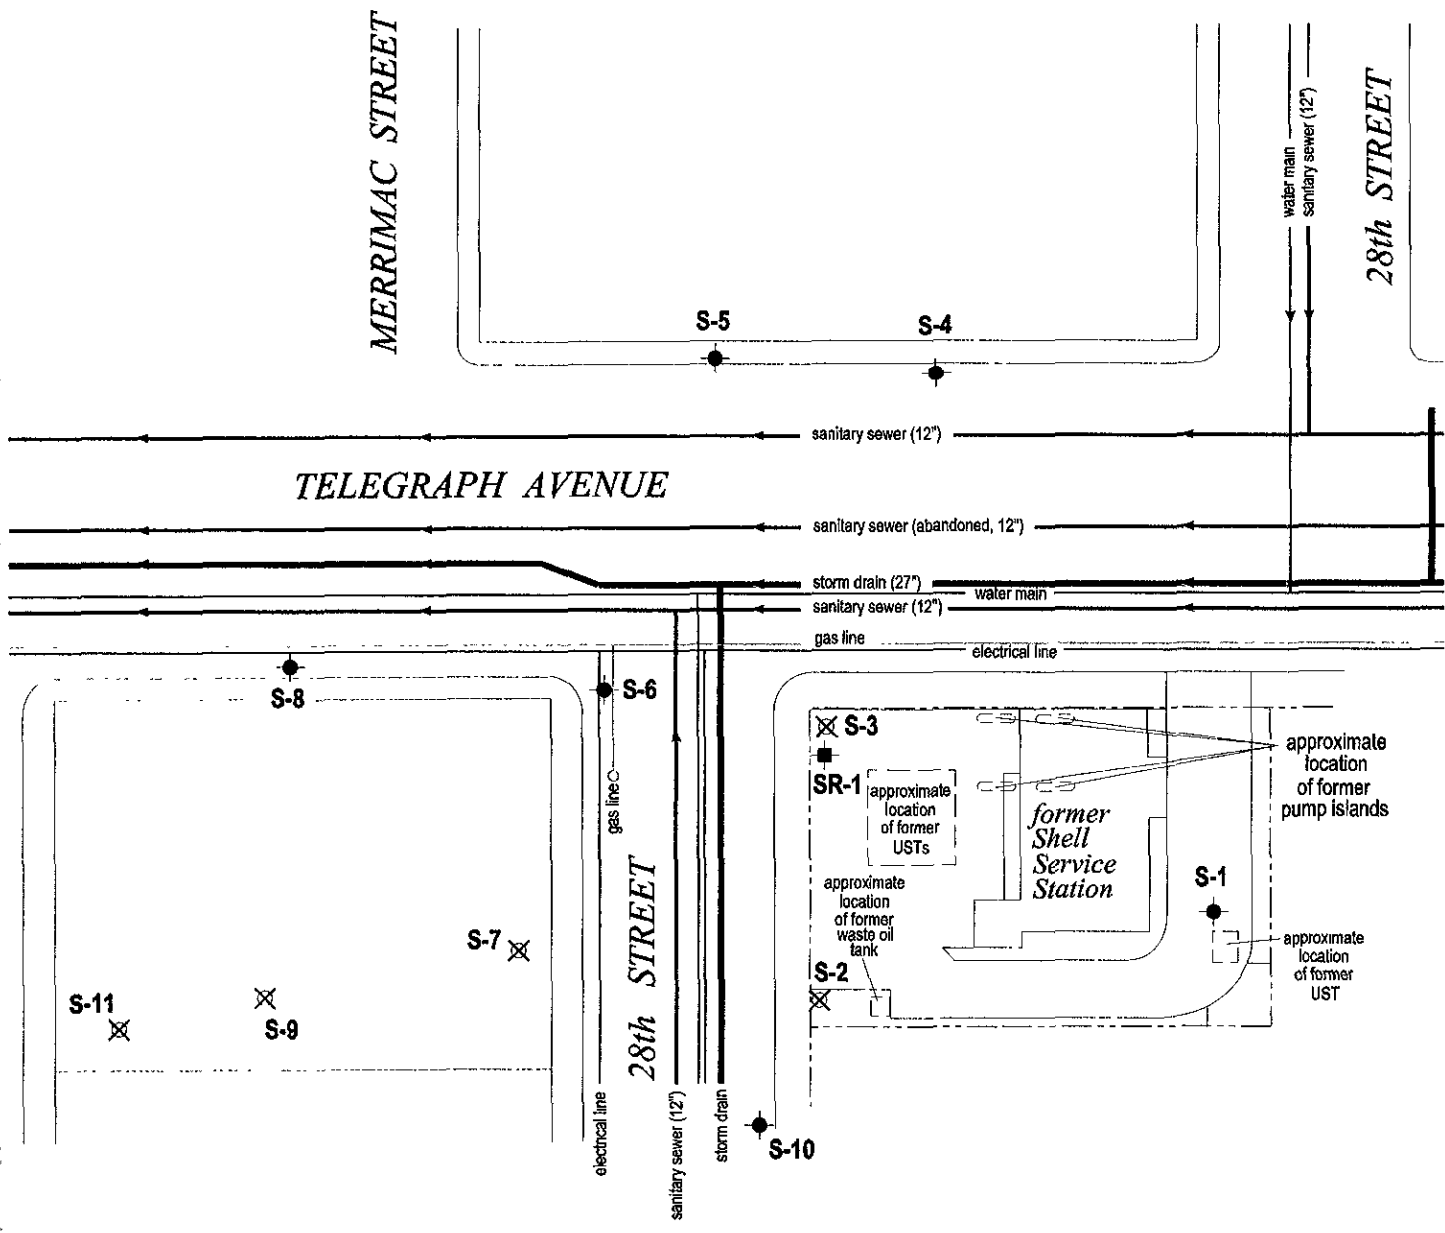 MERRIMAC STREET
water main
sanitary sewer (12")
28th STREET
S-5
S-4
sanitary sewer (12")
TELEGRAPH AVENUE
sanitary sewer (abandoned, 12")
storm drain (27")
water main
sanitary sewer (12")
gas line
electrical line
S-8
S-6
S-3
SR-1
approximate
location
of former
USTs
approximate
location
of former
pump islands
former
Shell
Service
Station
gas line
approximate
location
of former
waste oil
tank
S-1
approximate
location
of former
UST
S-7
S-2
S-11
S-9
28th STREET
electrical line
sanitary sewer (12")
storm drain
S-10